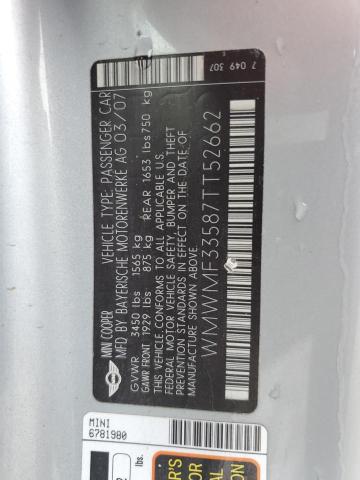 MINI COOPER VEHICLE TYPE: PASSENGER CAR
MFD BY BAYERISCHE MOTORENWERKE AG 03/07
GVWR 3450 lbs 1565 kg
GAWR FRONT 1929 lbs 875 kg REAR 1653 lbs 750 kg
THIS VEHICLE CONFORMS TO ALL APPLICABLE U.S.
FEDERAL MOTOR VEHICLE SAFETY, BUMPER AND THEFT
PREVENTION STANDARDS IN EFFECT ON THE DATE OF
MANUFACTURE SHOWN ABOVE.
WMWMF33587TT52662
7 049 307
MINI
6781980
lbs.